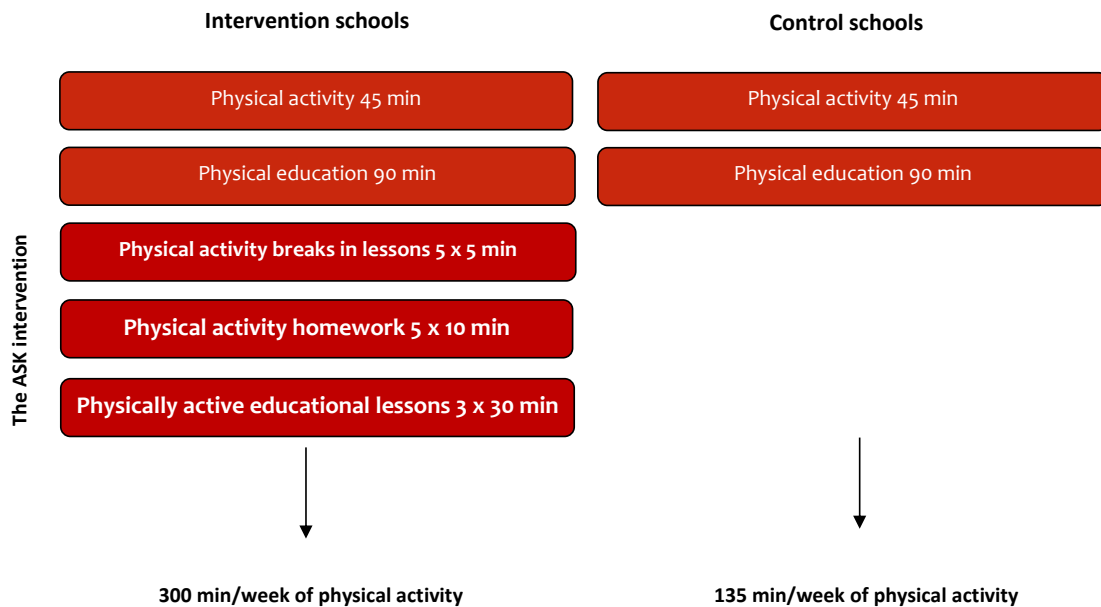 Intervention schools
Control schools
Physical activity 45 min
Physical activity 45 min
Physical education 90 min
Physical education 90 min
The ASK intervention
Physical activity breaks in lessons 5 x 5 min
Physical activity homework 5 x 10 min
Physically active educational lessons 3 x 30 min
300 min/week of physical activity
135 min/week of physical activity